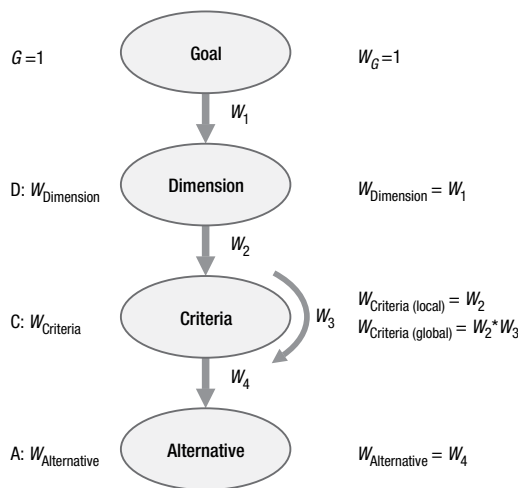 G =1 Goal W_G=1
W_1
D: W_Dimension Dimension W_Dimension = W_1
W_2
C: W_Criteria Criteria W_3 W_Criteria (local) = W_2
W_Criteria (global) = W_2*W_3
W_4
A: W_Alternative Alternative W_Alternative = W_4